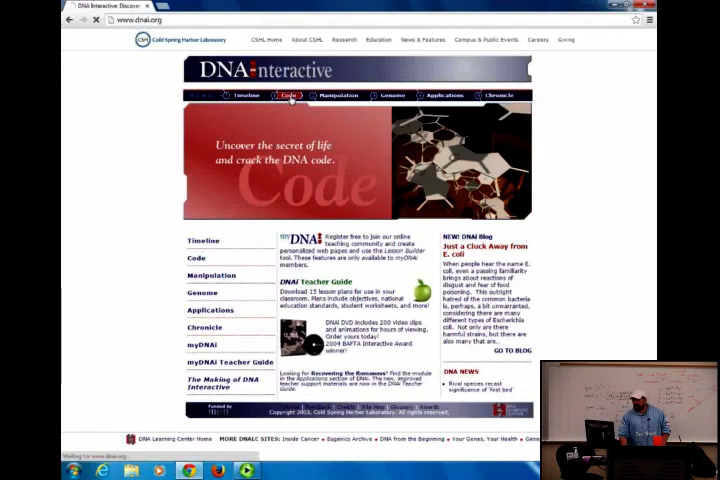 DNA Interactive: Discove
www.dnai.org
CSHL Cold Spring Harbor Laboratory
CSHL Home About CSHL Research Education News & Features Campus & Public Events Careers Giving
DNA interactive
Timeline Code Manipulation Genome Applications Chronicle
Uncover the secret of life
and crack the DNA code.
Code
Timeline
Code
Manipulation
Genome
Applications
Chronicle
myDNAi
myDNAi Teacher Guide
The Making of DNA
Interactive
myDNAi
Register free to join our online
teaching community and create
personalized web pages and use the Lesson Builder
tool. These features are only available to myDNAi
members.
DNAi Teacher Guide
Download 15 lesson plans for use in your
classroom. Plans include objectives, national
education standards, student worksheets, and more!
DNAi DVD includes 200 video clips
and animations for hours of viewing.
Order yours today!
2004 BAFTA Interactive Award
winner!
Looking for Recovering the Romanovs? Find the module
in the Applications section of DNAi. The new, improved
teacher support materials are now in the DNAi Teacher
Guide.
NEW! DNAi Blog
Just a Cluck Away from
E. coli
When people hear the name E.
coli, even a passing familiarity
brings about reactions of
disgust and fear of food
poisoning. This outright
hatred of the common bacteria
is, perhaps, a bit unwarranted,
considering there are many
different types of Escherichia
coli. Not only are there
harmful strains, but there are
also many that are...
GO TO BLOG
DNA NEWS
Rival species recast
significance of 'first bird'
Funded by
HHMI
Feedback Credits Site Map Glossary Awards
Copyright 2003, Cold Spring Harbor Laboratory. All rights reserved.
DNA Learning Center Home MORE DNALC SITES: Inside Cancer Eugenics Archive DNA from the Beginning Your Genes, Your Health Gene
Waiting for www.dnai.org...